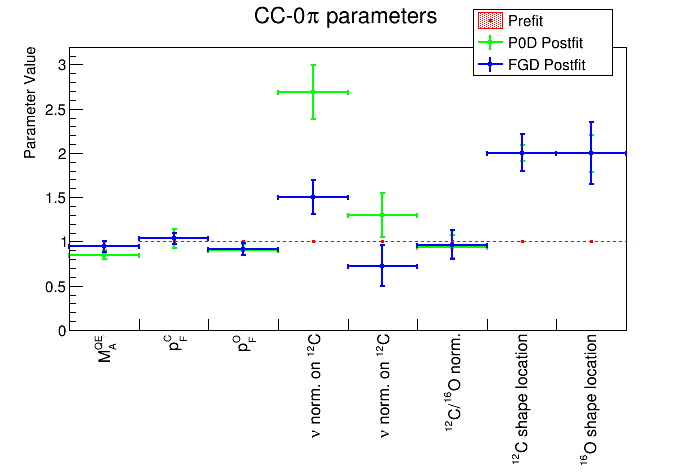 CC-0π parameters
Prefit
P0D Postfit
FGD Postfit
Parameter Value
3
2.5
2
1.5
1
0.5
0
M_A^QE
p_F^C
p_F^O
ν norm. on ¹²C
ν norm. on ¹²C
¹²C/¹⁶O norm.
¹²C shape location
¹⁶O shape location